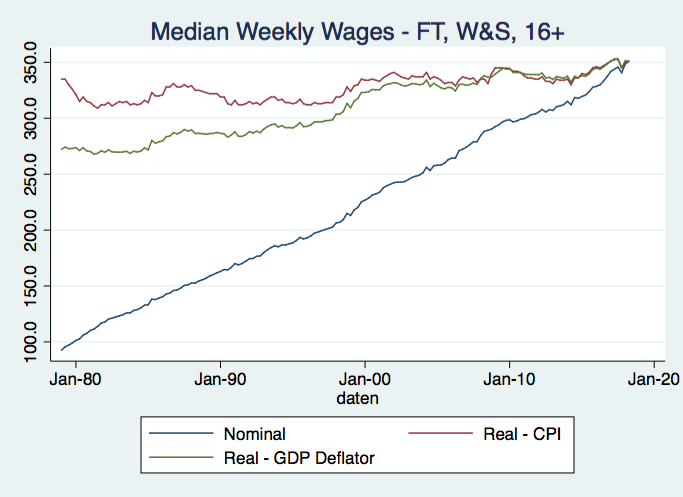 Median Weekly Wages - FT, W&S, 16+
350.0
300.0
250.0
200.0
150.0
100.0
Jan-80 Jan-90 Jan-00 Jan-10 Jan-20
daten
Nominal Real - CPI
Real - GDP Deflator